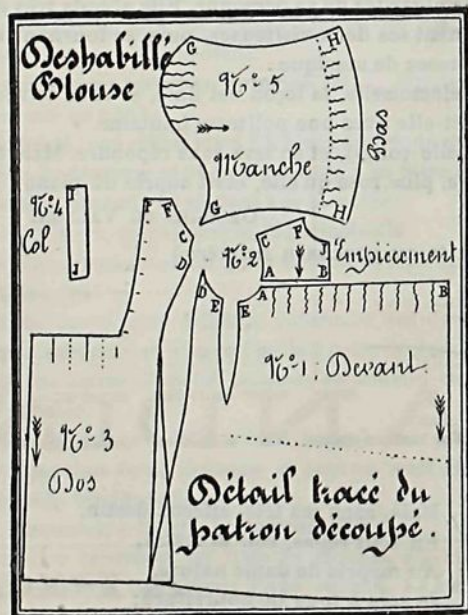 Deshabillé
Blouse
G
H
N° 5
Manche
Bas
G
H
N° 4
Col
I
J
I
F
C
D
N° 2
C
F
I
A
B
J
Empiècement
D
E
E
A
B
N° 1, Devant
N° 3
Dos
Détail tracé du
patron découpé.